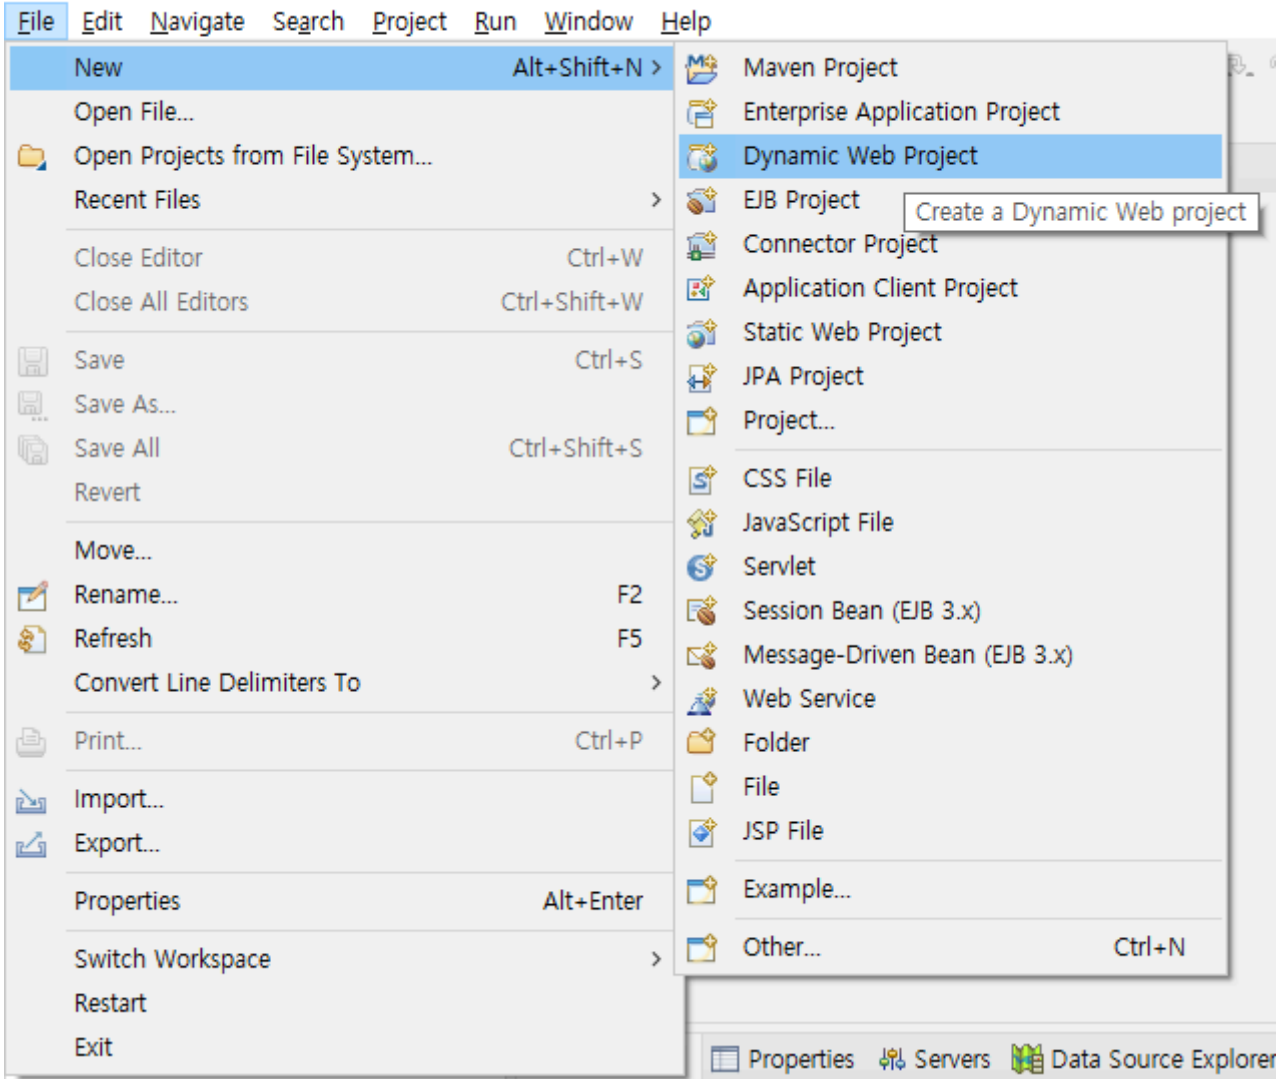 File Edit Navigate Search Project Run Window Help
New Alt+Shift+N >
Open File...
Open Projects from File System...
Recent Files >
Close Editor Ctrl+W
Close All Editors Ctrl+Shift+W
Save Ctrl+S
Save As...
Save All Ctrl+Shift+S
Revert
Move...
Rename... F2
Refresh F5
Convert Line Delimiters To >
Print... Ctrl+P
Import...
Export...
Properties Alt+Enter
Switch Workspace >
Restart
Exit
Maven Project
Enterprise Application Project
Dynamic Web Project
EJB Project
Create a Dynamic Web project
Connector Project
Application Client Project
Static Web Project
JPA Project
Project...
CSS File
JavaScript File
Servlet
Session Bean (EJB 3.x)
Message-Driven Bean (EJB 3.x)
Web Service
Folder
File
JSP File
Example...
Other... Ctrl+N
Properties Servers Data Source Explorer